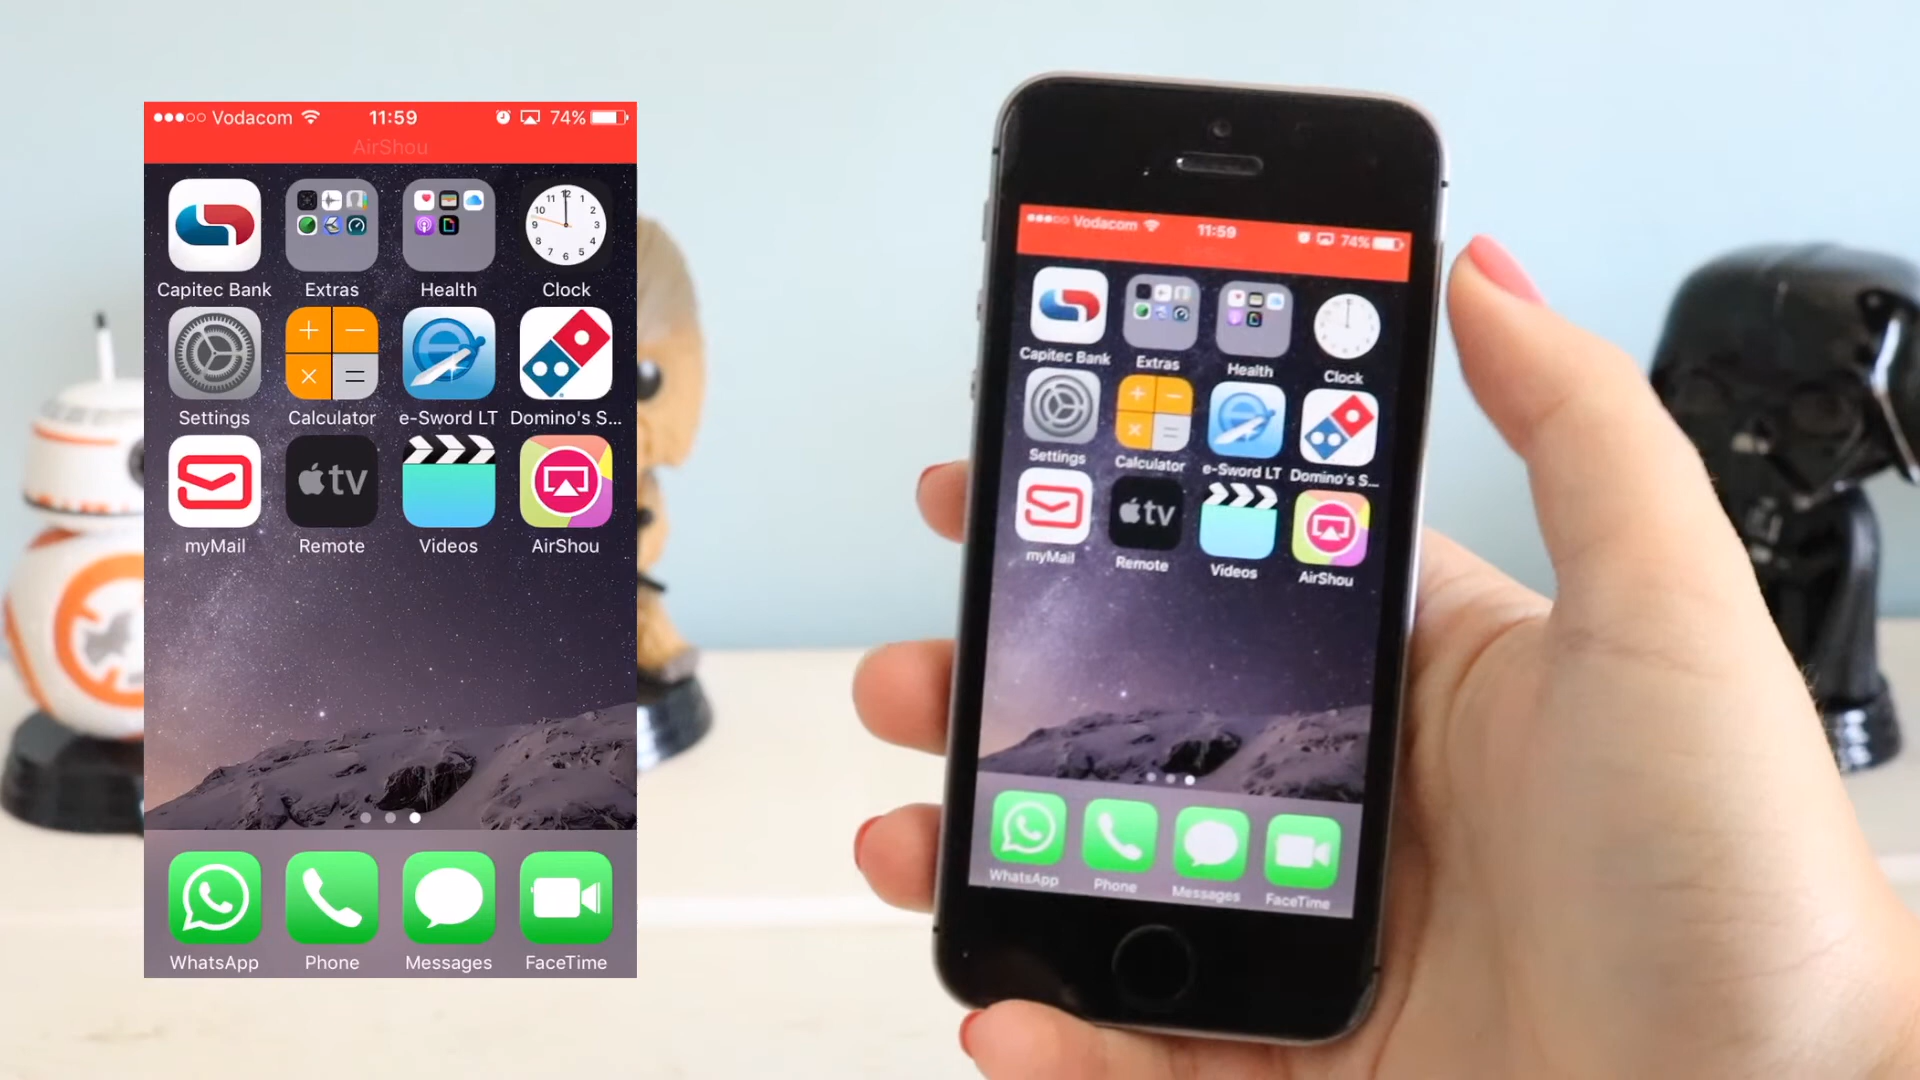 Vodacom 11:59 74%
AirShou
Capitec Bank Extras Health Clock
Settings Calculator e-Sword LT Domino's S...
tv
myMail Remote Videos AirShou
WhatsApp Phone Messages FaceTime
Vodacom 11:59 74%
Capitec Bank Extras Health Clock
Settings Calculator e-Sword LT Domino's S...
tv
myMail Remote Videos AirShou
WhatsApp Phone Messages FaceTime